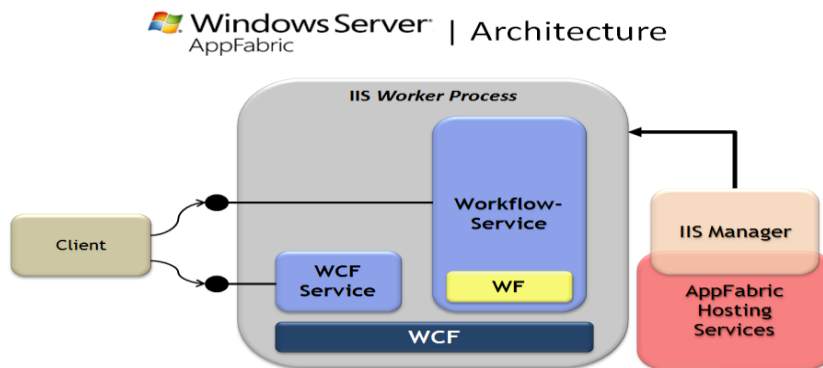 Windows Server | Architecture
AppFabric
IIS Worker Process
Workflow-
Service
IIS Manager
Client
WCF
Service
WF
AppFabric
Hosting
Services
WCF